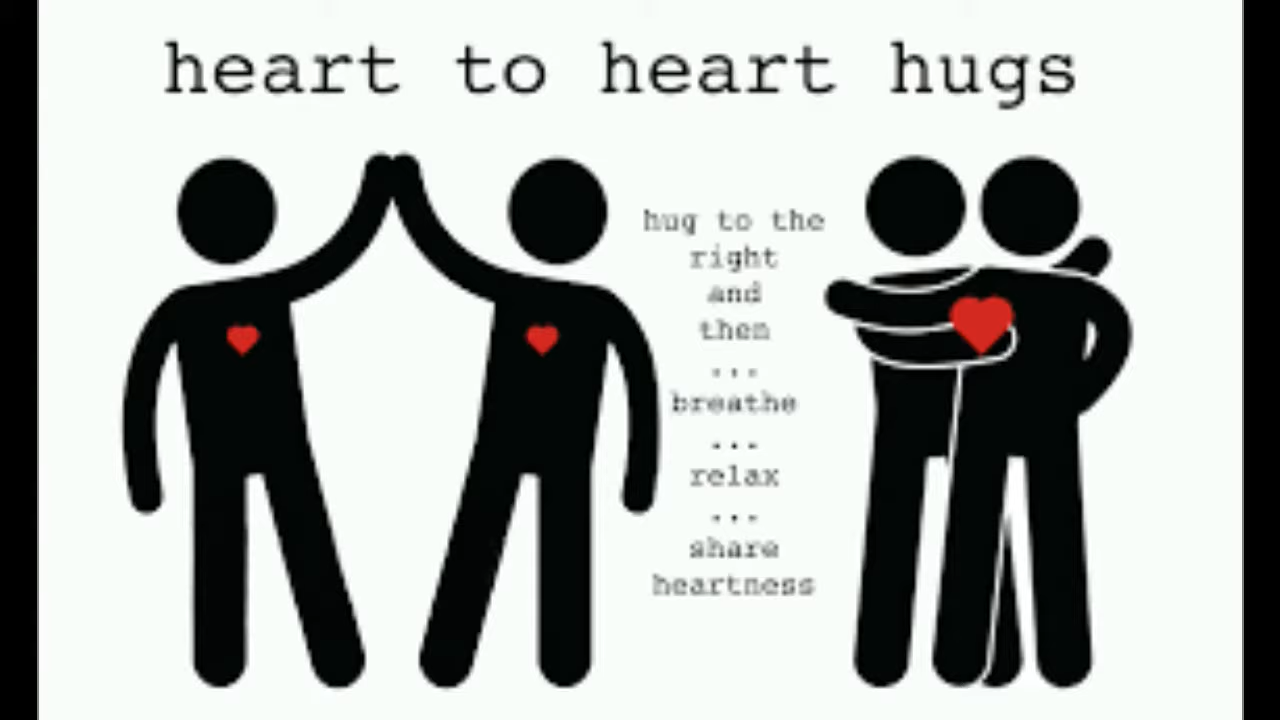 heart to heart hugs
hug to the
right
and
then
...
breathe
...
relax
...
share
heartness